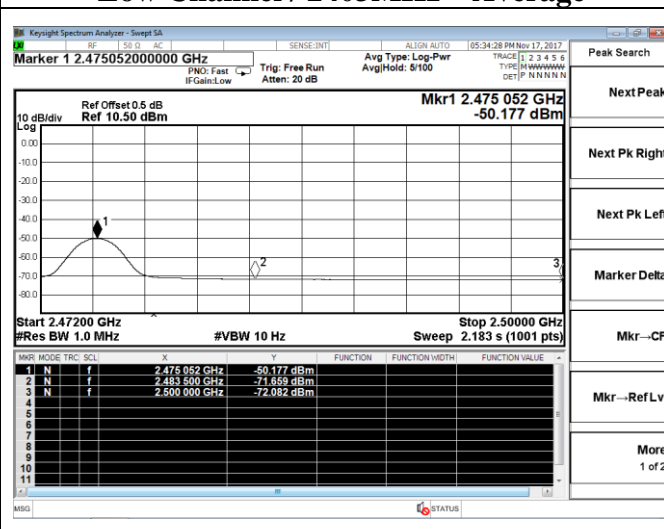 Keysight Spectrum Analyzer - Swept SA
RF 50 Ω AC SENSE:INT ALIGN AUTO 05:34:28 PM Nov 17, 2017
Marker 1 2.475052000000 GHz
PNO: Fast
IFGain:Low
Trig: Free Run
Atten: 20 dB
Avg Type: Log-Pwr
Avg|Hold: 5/100
TRACE 1 2 3 4 5 6
TYPE M WWWWW
DET P N N N N N
Peak Search
Ref Offset 0.5 dB
10 dB/div Ref 10.50 dBm
Log
Mkr1 2.475 052 GHz
-50.177 dBm
0.00
-10.0
-20.0
-30.0
-40.0
-50.0
-60.0
-70.0
-80.0
1
2
3
Start 2.47200 GHz
#Res BW 1.0 MHz
#VBW 10 Hz
Stop 2.50000 GHz
Sweep 2.183 s (1001 pts)
MKR MODE TRC SCL X Y FUNCTION FUNCTION WIDTH FUNCTION VALUE
1 N f 2.475 052 GHz -50.177 dBm
2 N f 2.483 500 GHz -71.659 dBm
3 N f 2.500 000 GHz -72.082 dBm
4
5
6
7
8
9
10
11
MSG STATUS
Next Peak
Next Pk Right
Next Pk Left
Marker Delta
Mkr→CF
Mkr→Ref Lv
More
1 of 2